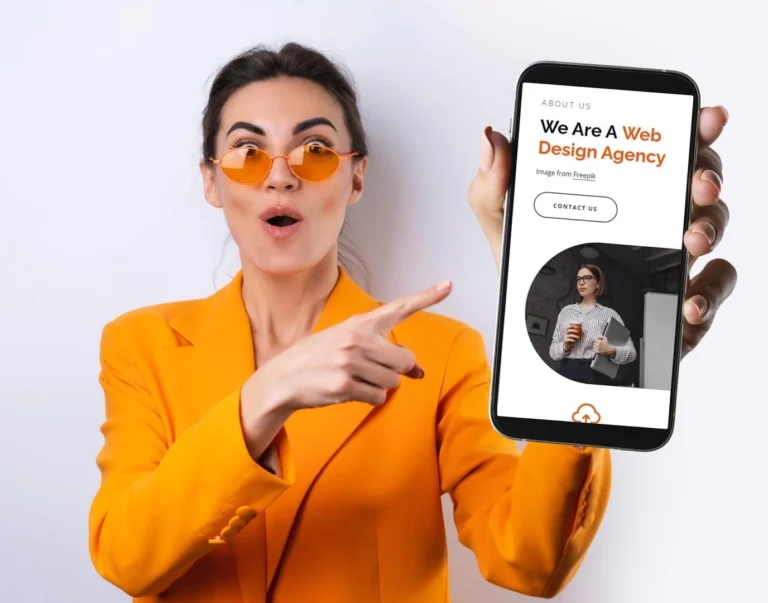 ABOUT US
We Are A Web
Design Agency
Image from Freepik
CONTACT US